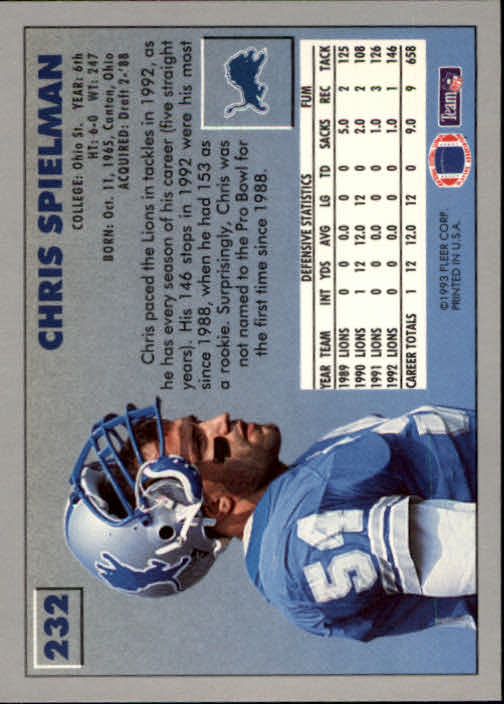 232
CHRIS SPIELMAN
COLLEGE: Ohio St. YEAR: 6th
HT: 6-0 WT: 247
BORN: Oct. 11, 1965, Canton, Ohio
ACQUIRED: Draft 2-'88
Chris paced the Lions in tackles in 1992, as
he has every season of his career (five straight
years). His 146 stops in 1992 were his most
since 1988, when he had 153 as
a rookie. Surprisingly, Chris was
not named to the Pro Bowl for
the first time since 1988.
54
DEFENSIVE STATISTICS FUM
YEAR TEAM INT YDS AVG LG TD SACKS REC TACK
1989 LIONS 0 0 0.0 0 0 5.0 2 125
1990 LIONS 1 12 12.0 12 0 2.0 2 108
1991 LIONS 0 0 0.0 0 0 1.0 3 126
1992 LIONS 0 0 0.0 0 0 1.0 1 146
CAREER TOTALS 1 12 12.0 12 0 9.0 9 658
©1993 FLEER CORP.
PRINTED IN U.S.A.
Team NFL